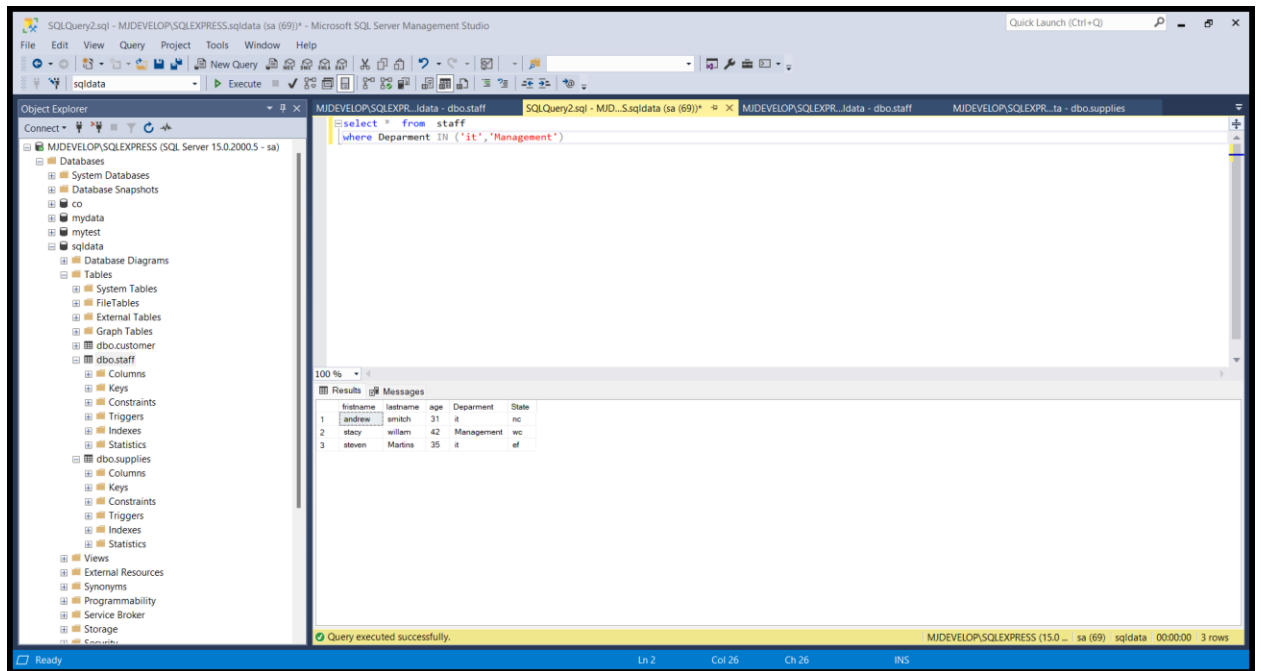 SQLQuery2.sql - MJDEVELOP\SQLEXPRESS.sqldata (sa (69))* - Microsoft SQL Server Management Studio
Quick Launch (Ctrl+Q)
File Edit View Query Project Tools Window Help
New Query
sqldata
Execute
Object Explorer
MJDEVELOP\SQLEXPR...ldata - dbo.staff
SQLQuery2.sql - MJD...S.sqldata (sa (69))*
MJDEVELOP\SQLEXPR...ldata - dbo.staff
MJDEVELOP\SQLEXPR...ta - dbo.supplies
Connect
MJDEVELOP\SQLEXPRESS (SQL Server 15.0.2000.5 - sa)
Databases
System Databases
Database Snapshots
co
mydata
mytest
sqldata
Database Diagrams
Tables
System Tables
FileTables
External Tables
Graph Tables
dbo.customer
dbo.staff
Columns
Keys
Constraints
Triggers
Indexes
Statistics
dbo.supplies
Columns
Keys
Constraints
Triggers
Indexes
Statistics
Views
External Resources
Synonyms
Programmability
Service Broker
Storage
select * from staff
where Deparment IN ('it','Management')
100 %
Results Messages
fristname lastname age Deparment State
1 andrew smitch 31 it nc
2 stacy willam 42 Management wc
3 steven Martins 35 it ef
Query executed successfully.
MJDEVELOP\SQLEXPRESS (15.0 ... sa (69) sqldata 00:00:00 3 rows
Ready
Ln 2 Col 26 Ch 26 INS